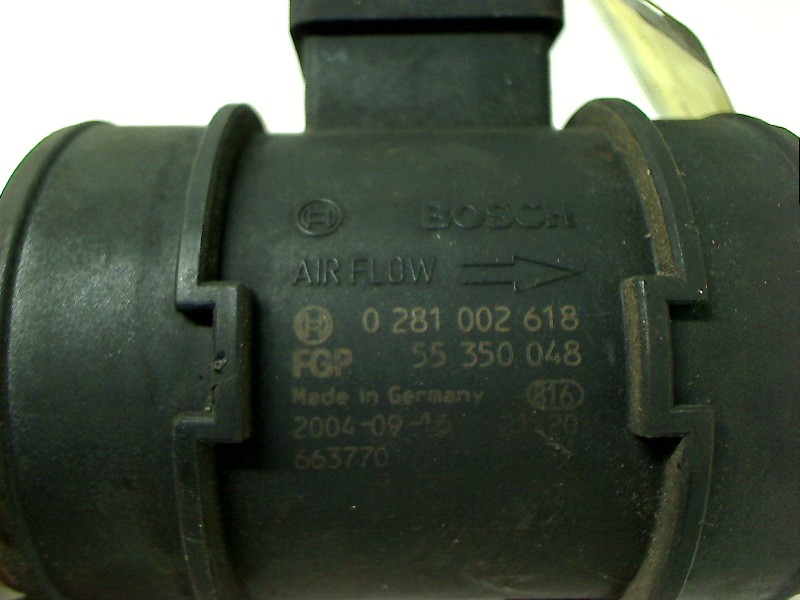 BOSCH
AIR FLOW
0 281 002 618
FGP 55 350 048
Made in Germany 816
2004-09-16
663770